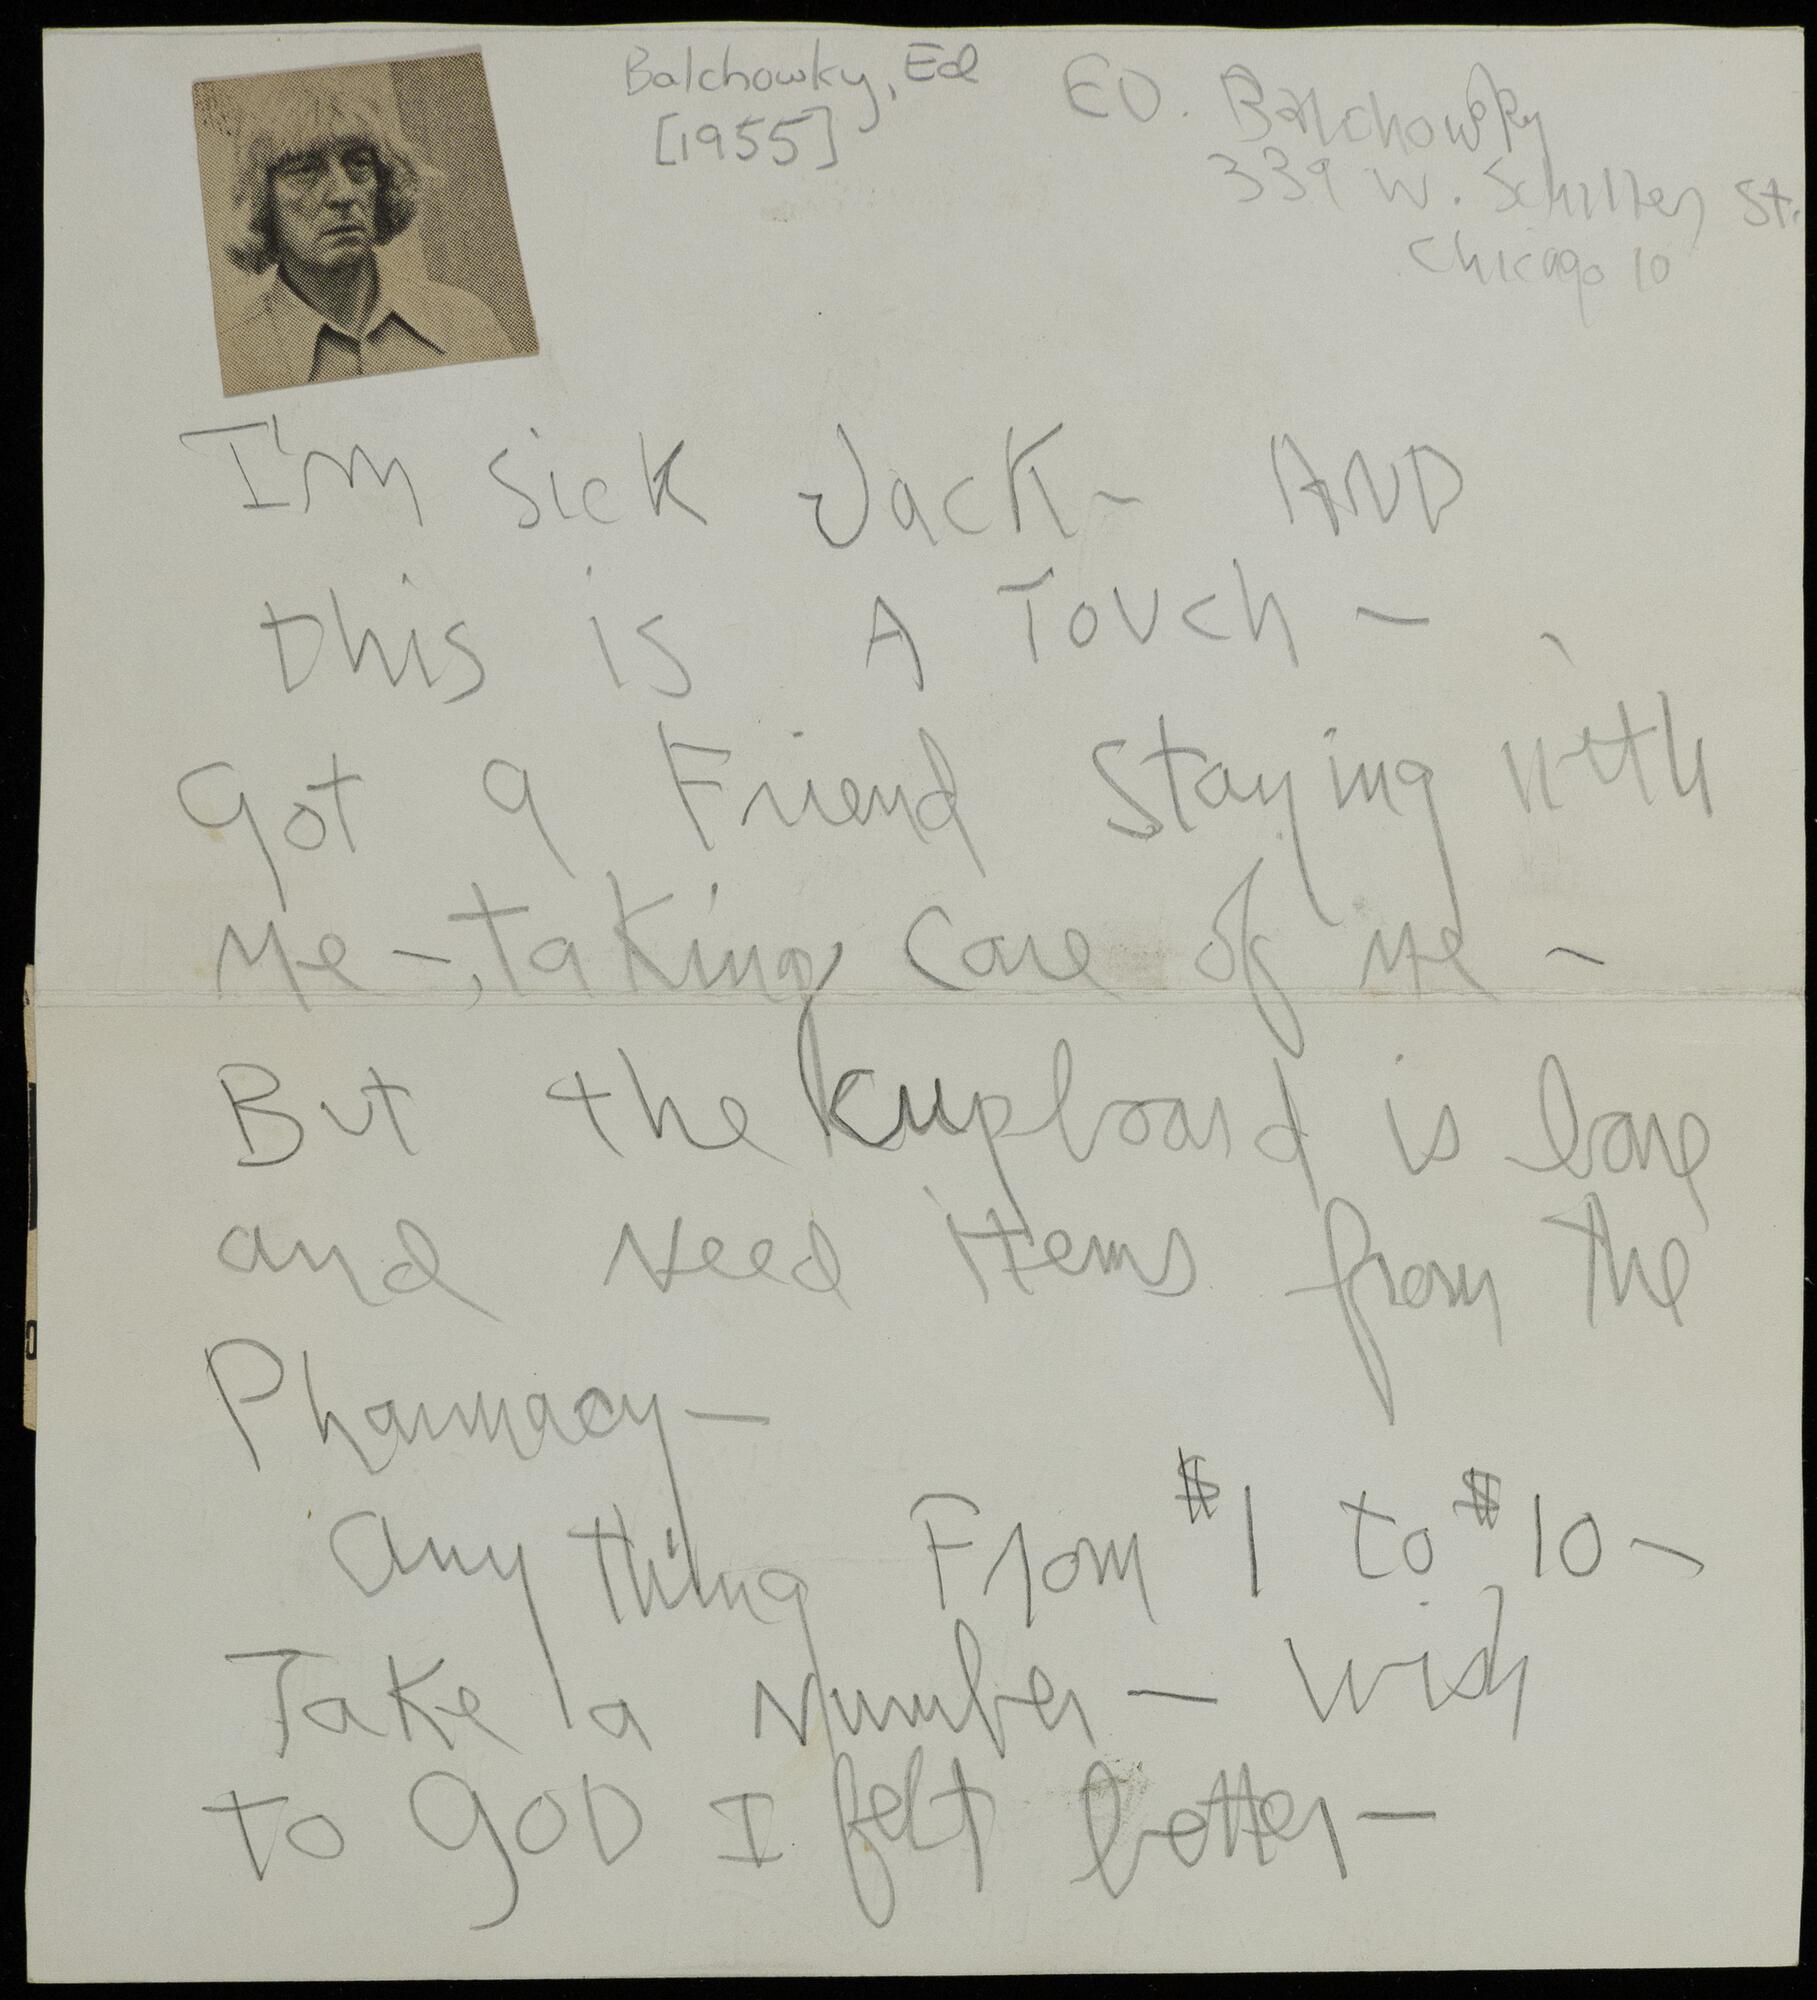 Balchowky, Ed
[1955]
ED. Balchowsky
339 W. Schiller St.
Chicago 10
I'm sick Jack - AND
this is A Touch -
Got a Friend Staying with
me -, taking care of me -
But the kupboard is bare
and Need items from the
Pharmacy -
Any thing From $1 to $10 -
Take a Number - wish
to GOD I felt better -